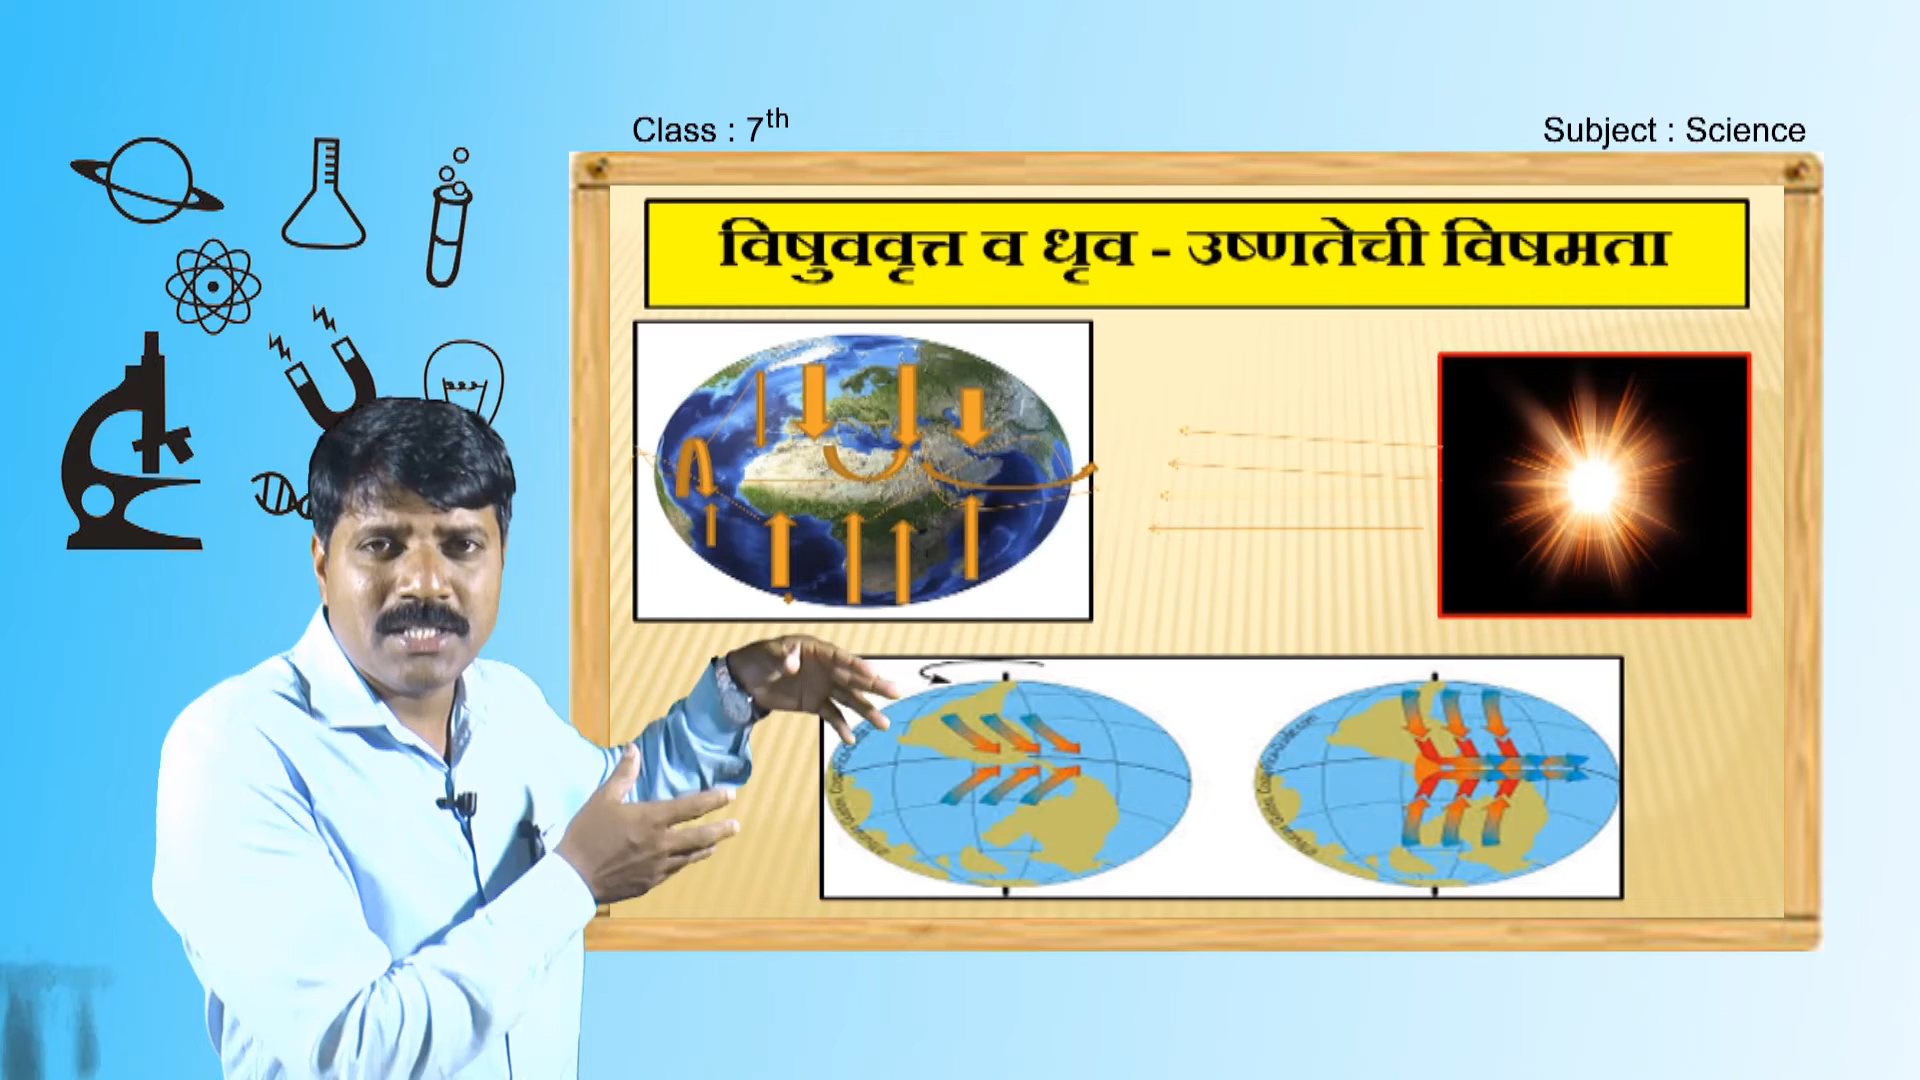 Class : 7th
Subject : Science
विषुववृत्त व धृव - उष्णतेची विषमता